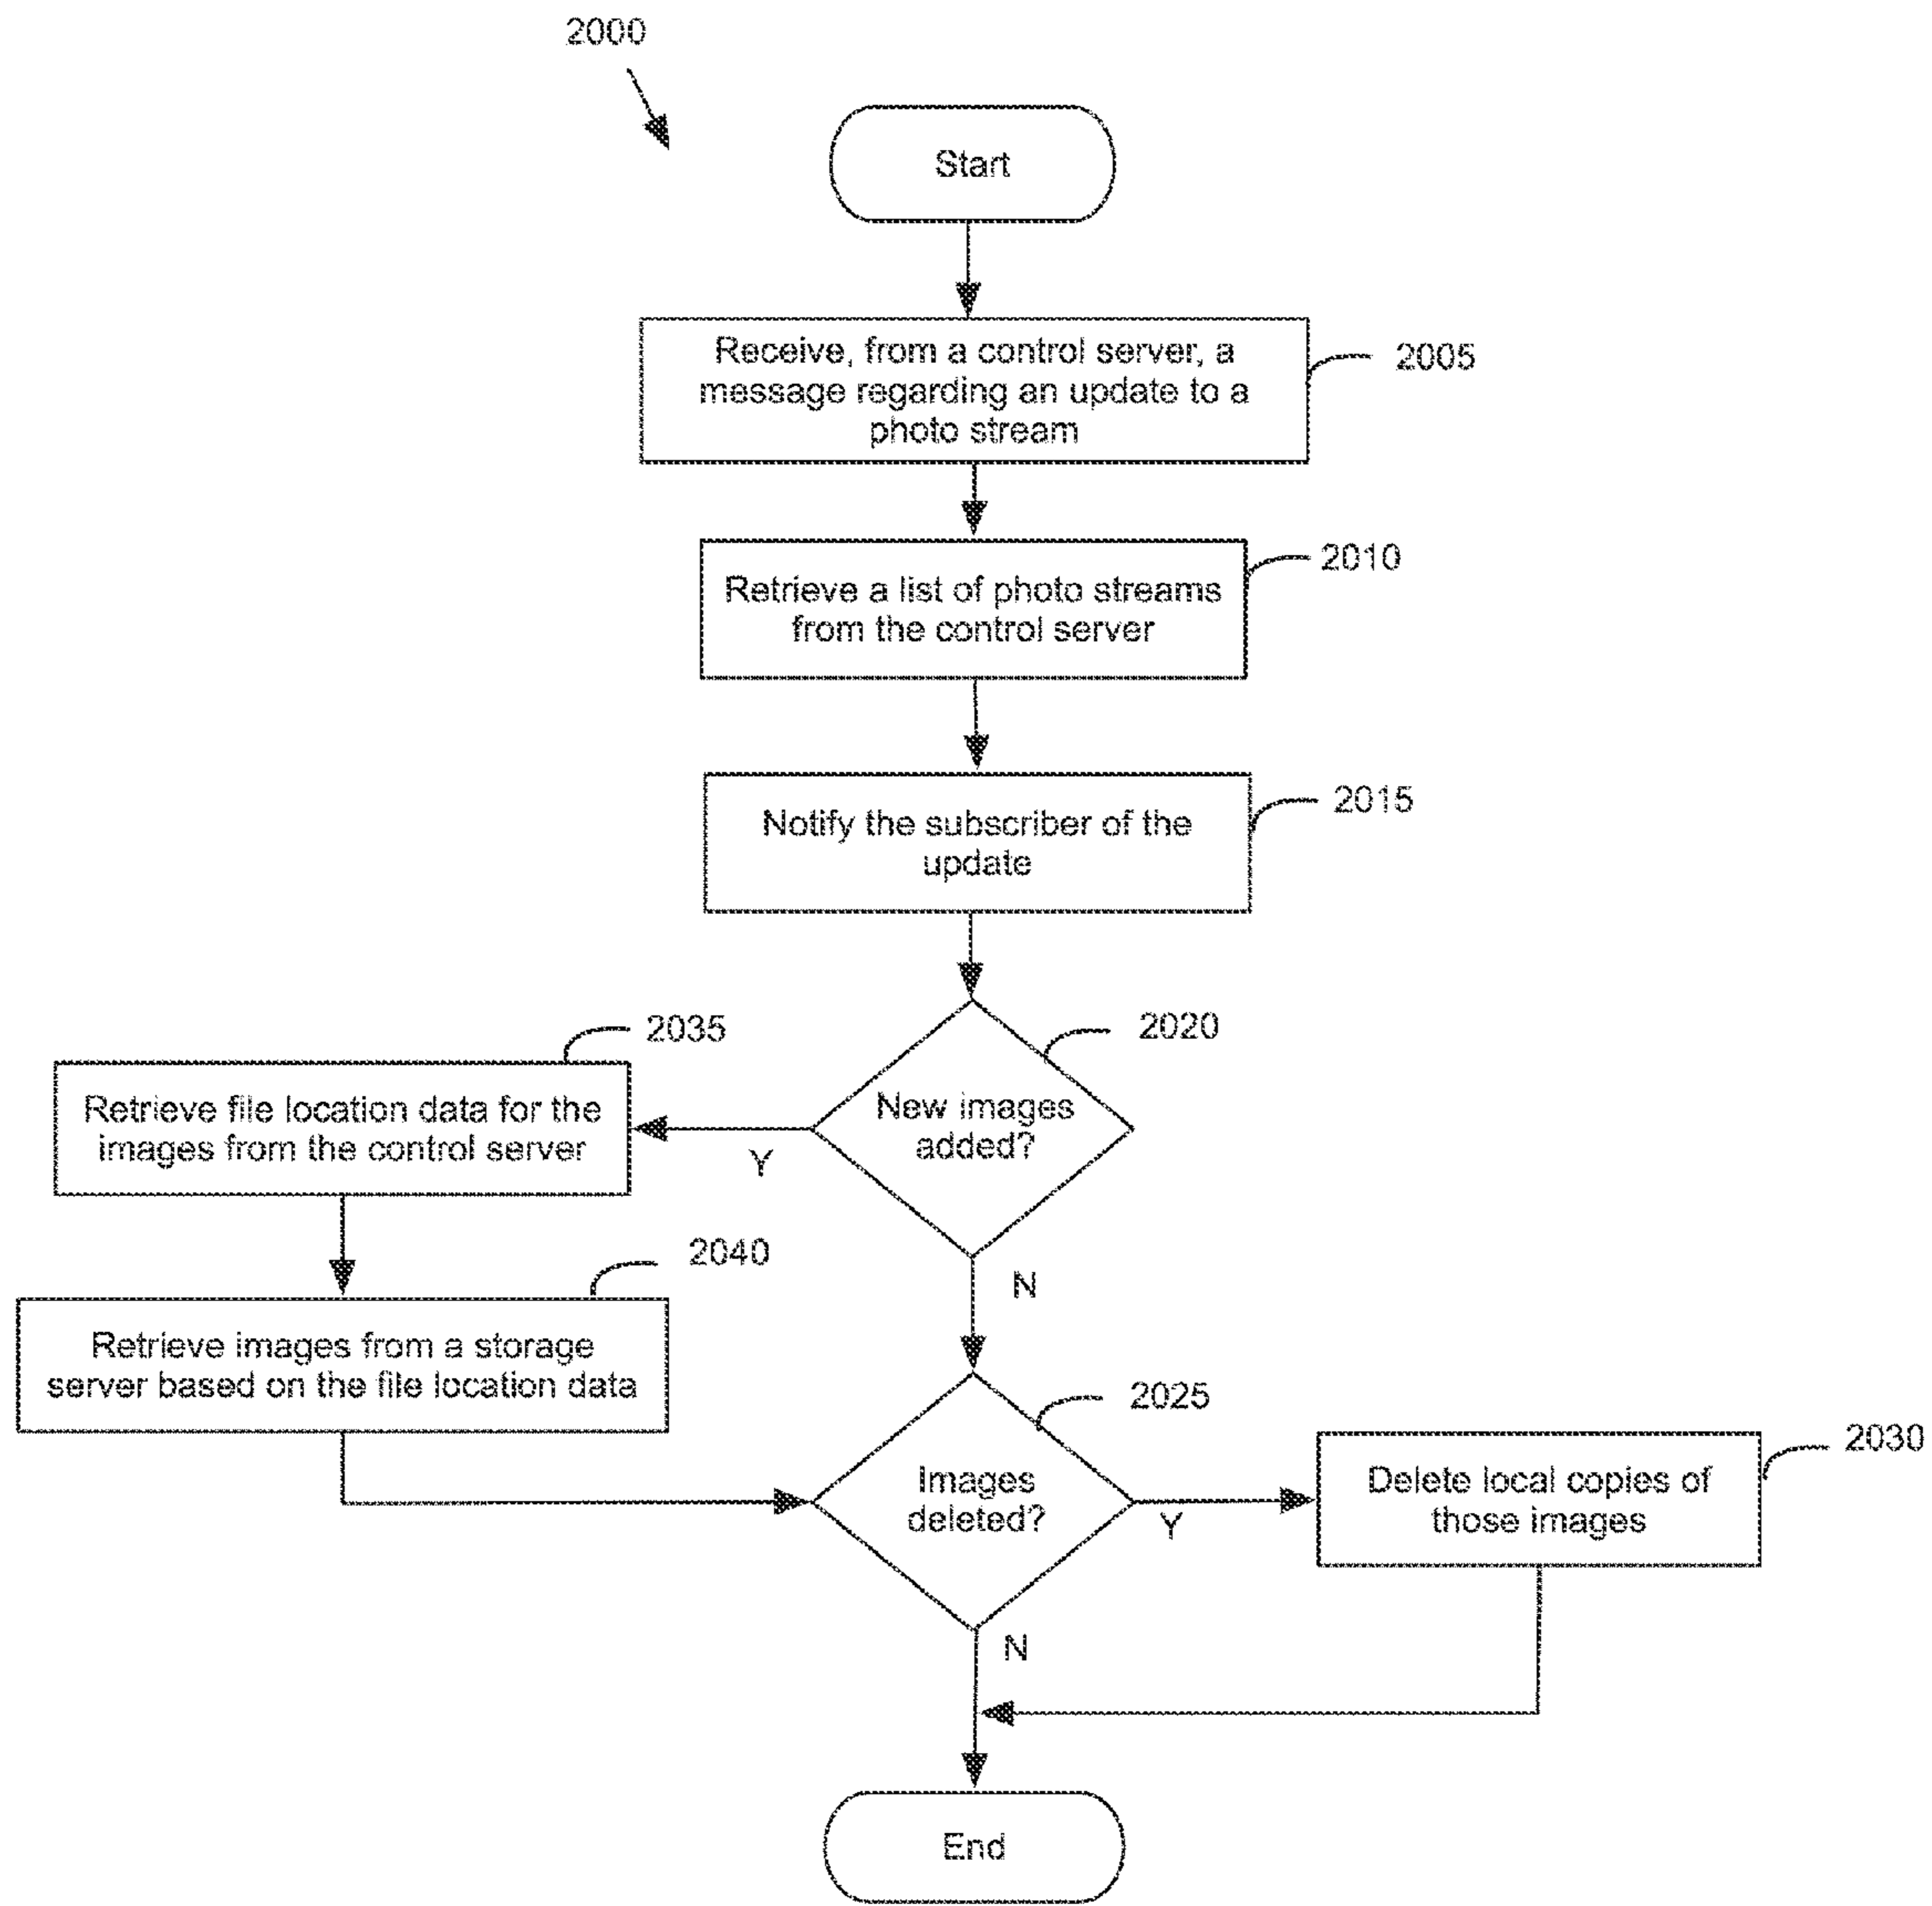 2000
Start
Receive, from a control server, a
message regarding an update to a
photo stream
2005
Retrieve a list of photo streams
from the control server
2010
Notify the subscriber of the
update
2015
New images
added?
2020
Y
N
Retrieve file location data for the
images from the control server
2035
Retrieve images from a storage
server based on the file location data
2040
Images
deleted?
2025
Y
N
Delete local copies of
those images
2030
End